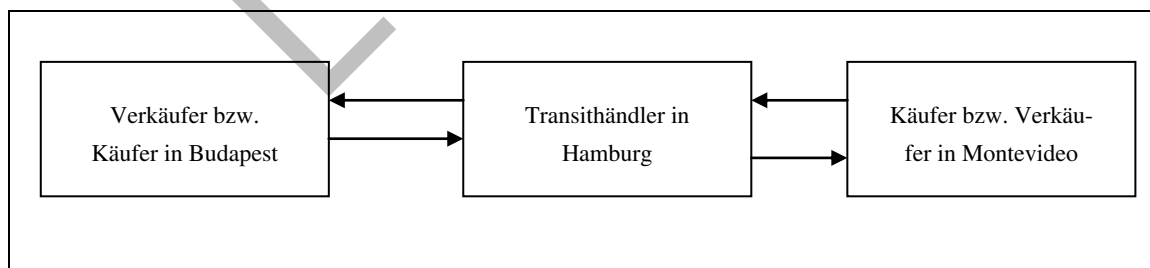 Verkäufer bzw.
Käufer in Budapest
Transithändler in
Hamburg
Käufer bzw. Verkäu-
fer in Montevideo